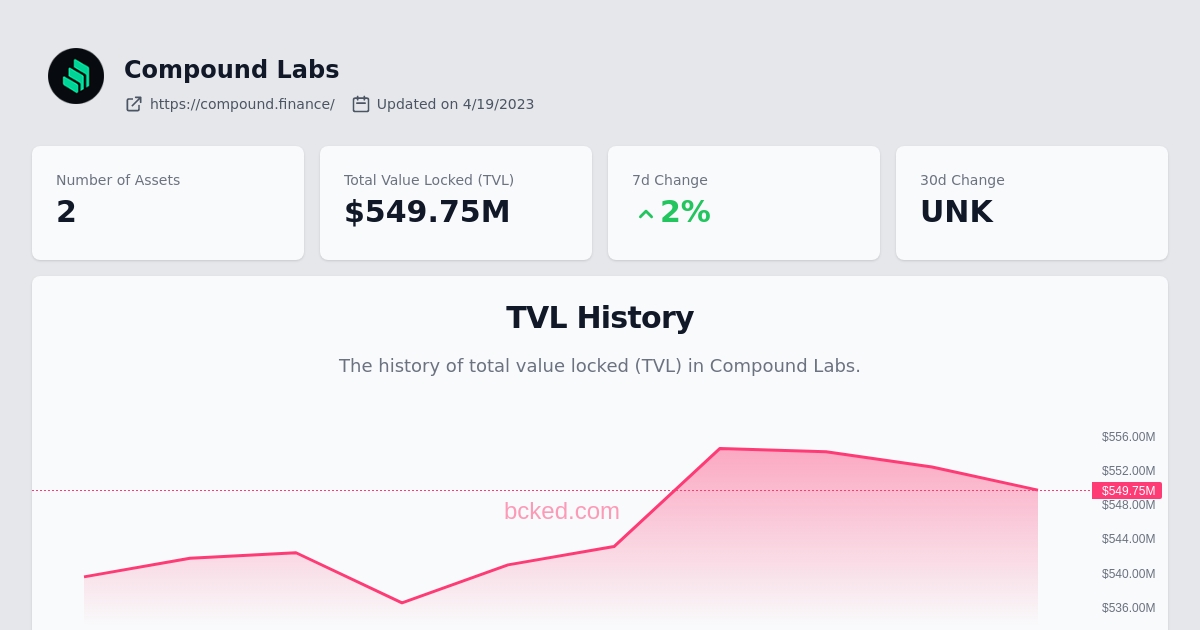 Compound Labs
https://compound.finance/ Updated on 4/19/2023
Number of Assets
2
Total Value Locked (TVL)
$549.75M
7d Change
2%
30d Change
UNK
TVL History
The history of total value locked (TVL) in Compound Labs.
$556.00M
$552.00M
$549.75M
$548.00M
bcked.com
$544.00M
$540.00M
$536.00M